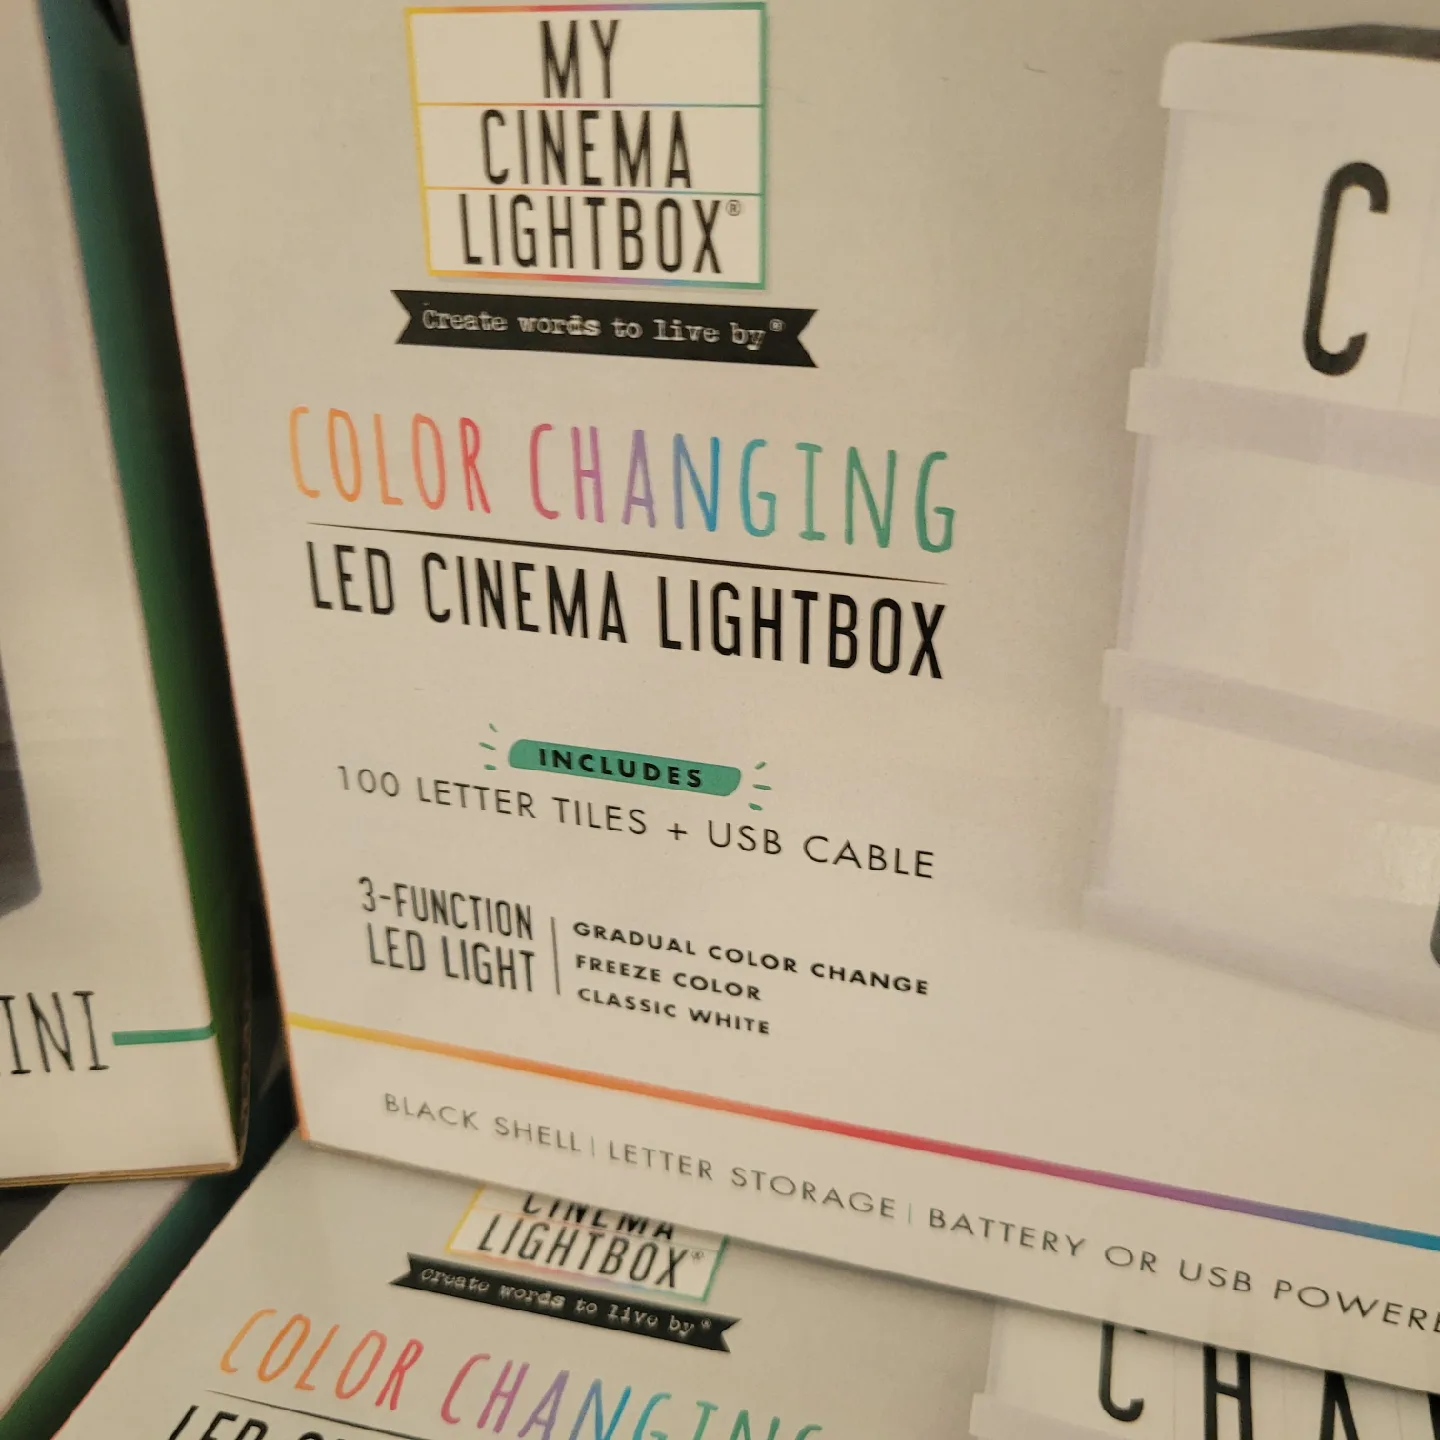 MY
CINEMA
LIGHTBOX®
Create words to live by®
COLOR CHANGING
LED CINEMA LIGHTBOX
INCLUDES
100 LETTER TILES + USB CABLE
3-FUNCTION
LED LIGHT
GRADUAL COLOR CHANGE
FREEZE COLOR
CLASSIC WHITE
BLACK SHELL | LETTER STORAGE | BATTERY OR USB POWERE
C
INI
CINEMA
LIGHTBOX®
create words to live by®
COLOR CHANGING
LED